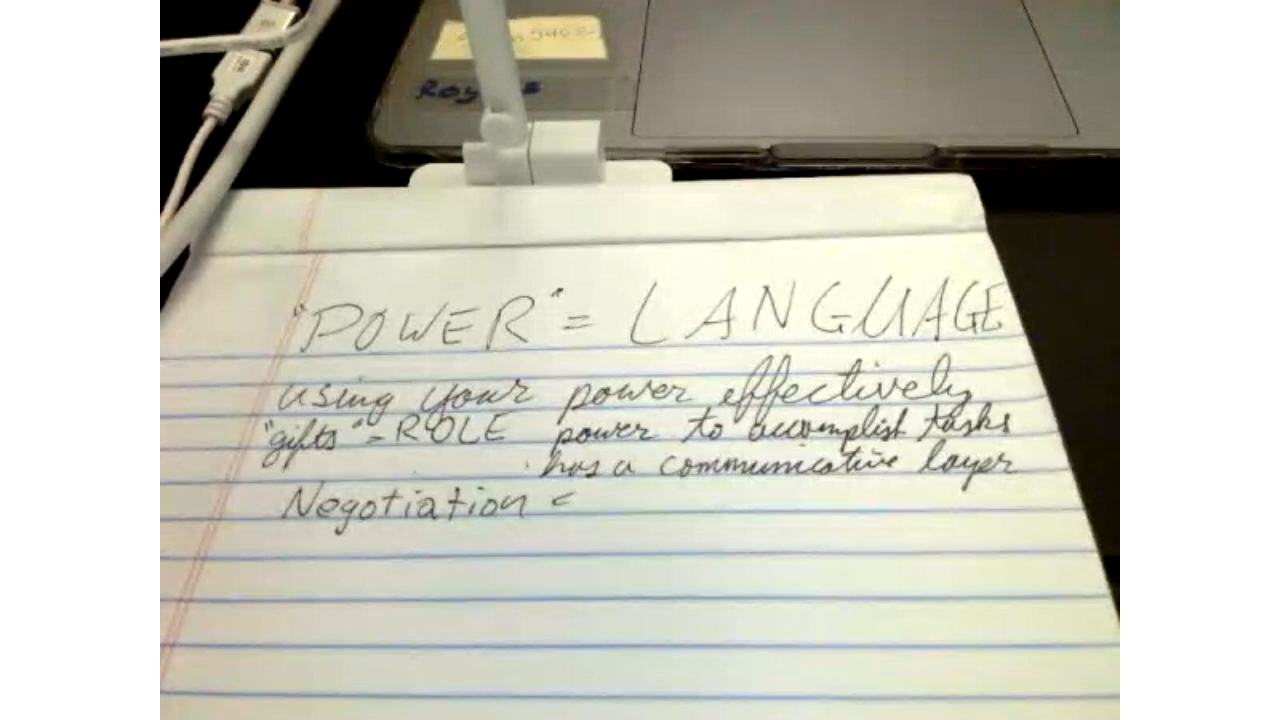 "POWER" = LANGUAGE
using your power effectively
"gifts" = ROLE power to accomplish tasks
has a communicative layer
Negotiation =